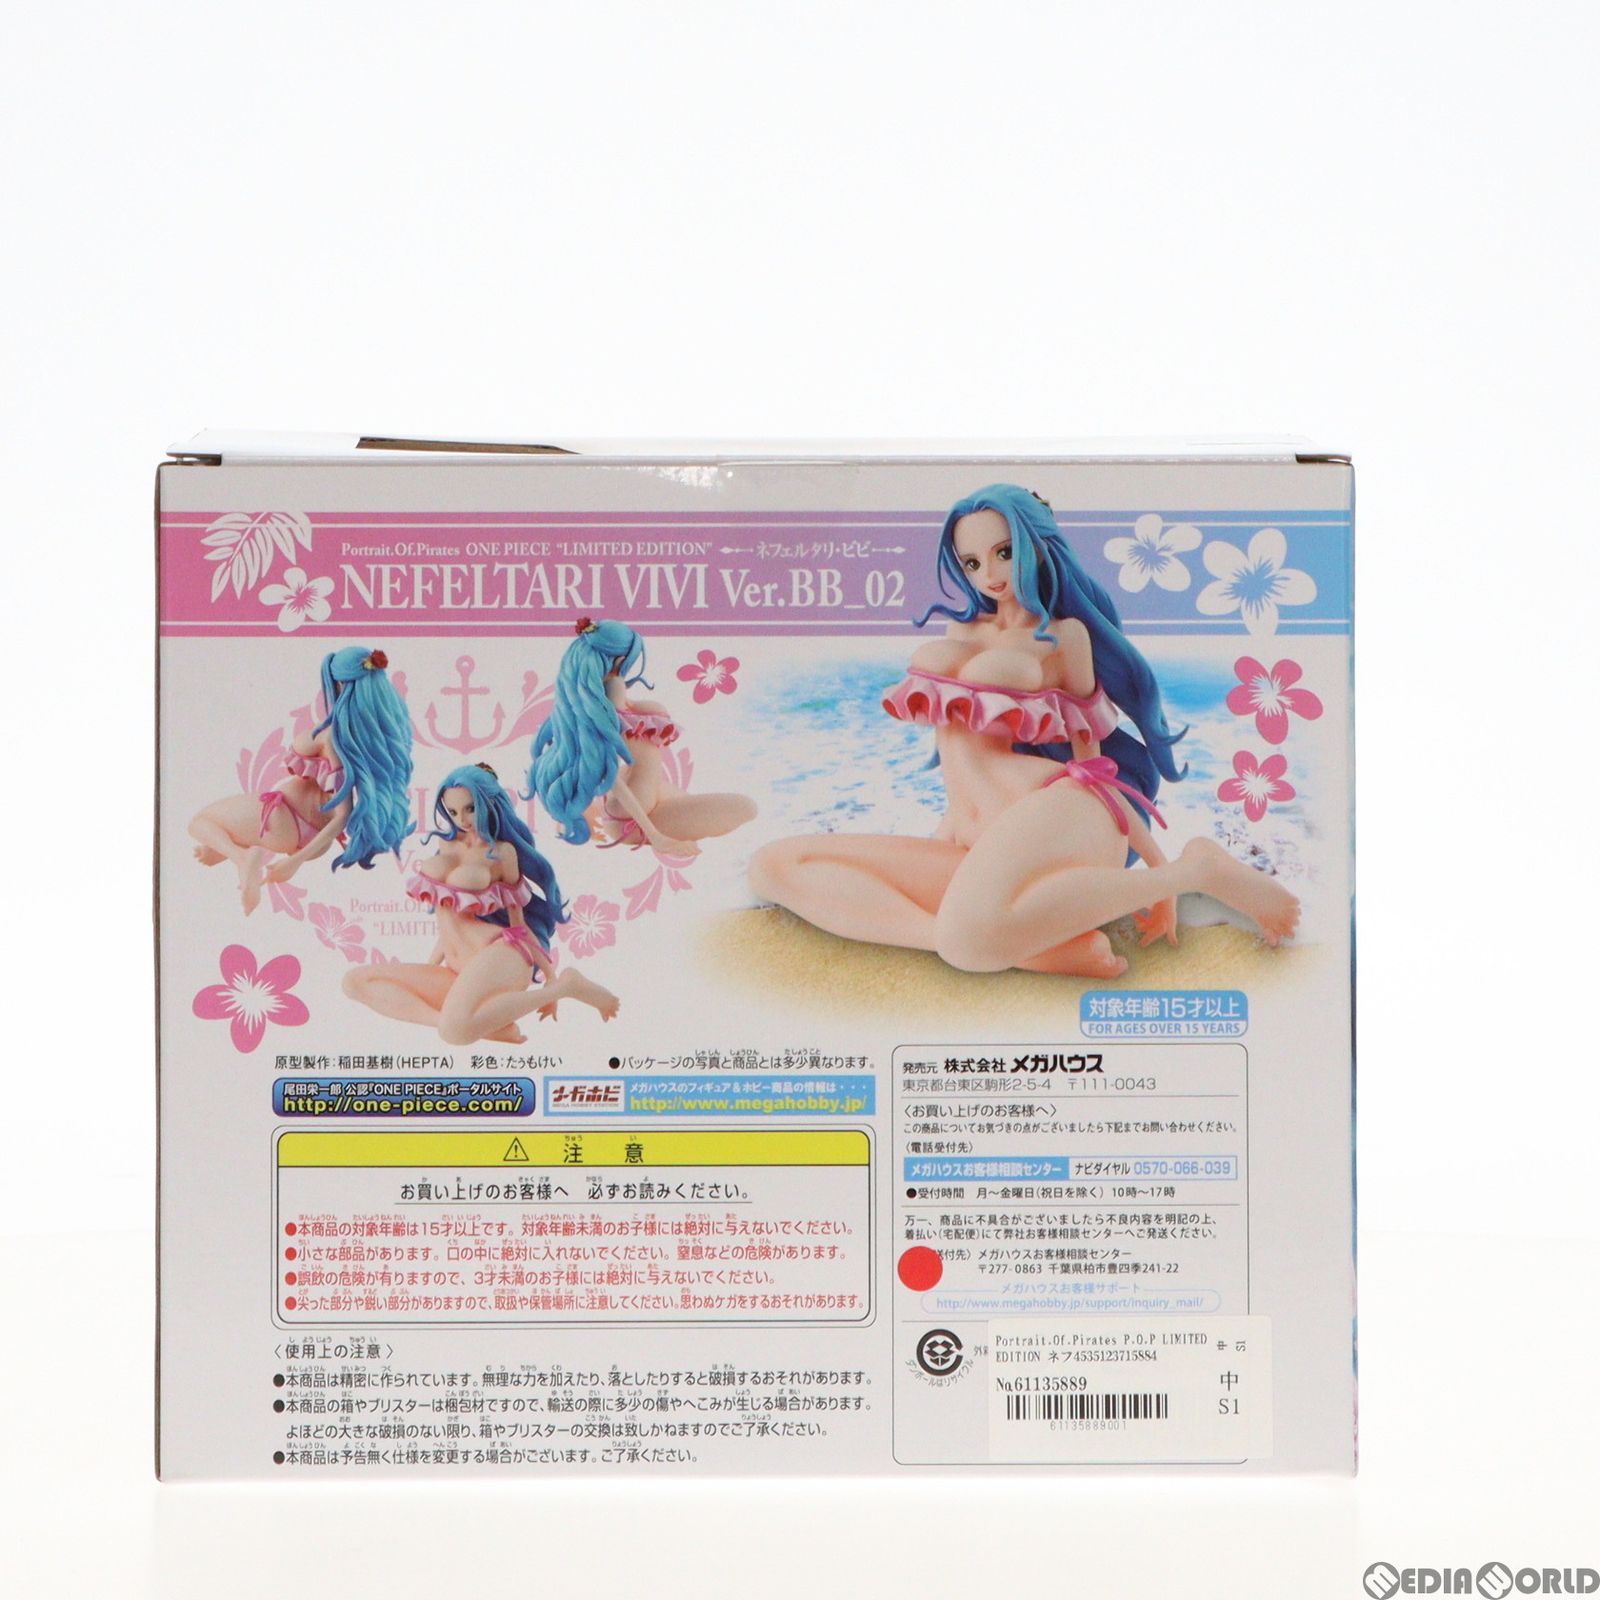 Portrait.Of.Pirates ONE PIECE "LIMITED EDITION" ネフェルタリ・ビビ
NEFELTARI VIVI Ver.BB_02
Portrait.Of.
"LIMITE
対象年齢15才以上
FOR AGES OVER 15 YEARS
原型製作：稲田基樹(HEPTA) 彩色：たぅもけい
●パッケージの写真と商品とは多少異なります。
尾田栄一郎 公認『ONE PIECE』ポータルサイト
http://one-piece.com/
メガホビ
MEGA HOBBY STATION
メガハウスのフィギュア＆ホビー商品の情報は・・・
http://www.megahobby.jp/
注意
お買い上げのお客様へ 必ずお読みください。
●本商品の対象年齢は15才以上です。対象年齢未満のお子様には絶対に与えないでください。
●小さな部品があります。口の中に絶対に入れないでください。窒息などの危険があります。
●誤飲の危険が有りますので、3才未満のお子様には絶対に与えないでください。
●尖った部分や鋭い部分がありますので、取扱や保管場所に注意してください。思わぬケガをするおそれがあります。
〈使用上の注意〉
●本商品は精密に作られています。無理な力を加えたり、落としたりすると破損するおそれがあります。
●本商品の箱やブリスターは梱包材ですので、輸送の際に多少の傷やへこみが生じる場合があります。
よほどの大きな破損のない限り、箱やブリスターの交換は致しかねますのでご了承ください。
●本商品は予告無く仕様を変更する場合がございます。ご了承ください。
発売元 株式会社メガハウス
東京都台東区駒形2-5-4 〒111-0043
〈お買い上げのお客様へ〉
この商品についてお気づきの点がございましたら下記までお問い合わせください。
〈電話受付先〉
メガハウスお客様相談センター ナビダイヤル 0570-066-039
●受付時間 月～金曜日(祝日を除く) 10時～17時
万一、商品に不具合がございましたら不良内容を明記の上、
着払い(宅配便)にて弊社お客様相談センターへご発送ください。
送付先〉メガハウスお客様相談センター
〒277-0863 千葉県柏市豊四季241-22
メガハウスお客様サポート
http://www.megahobby.jp/support/inquiry_mail/
ダンボールはリサイクル
外
Portrait.Of.Pirates P.O.P LIMITED
EDITION ネフ4535123715884
中
S1
№61135889
61135889001
中
S1
MEDIAWORLD